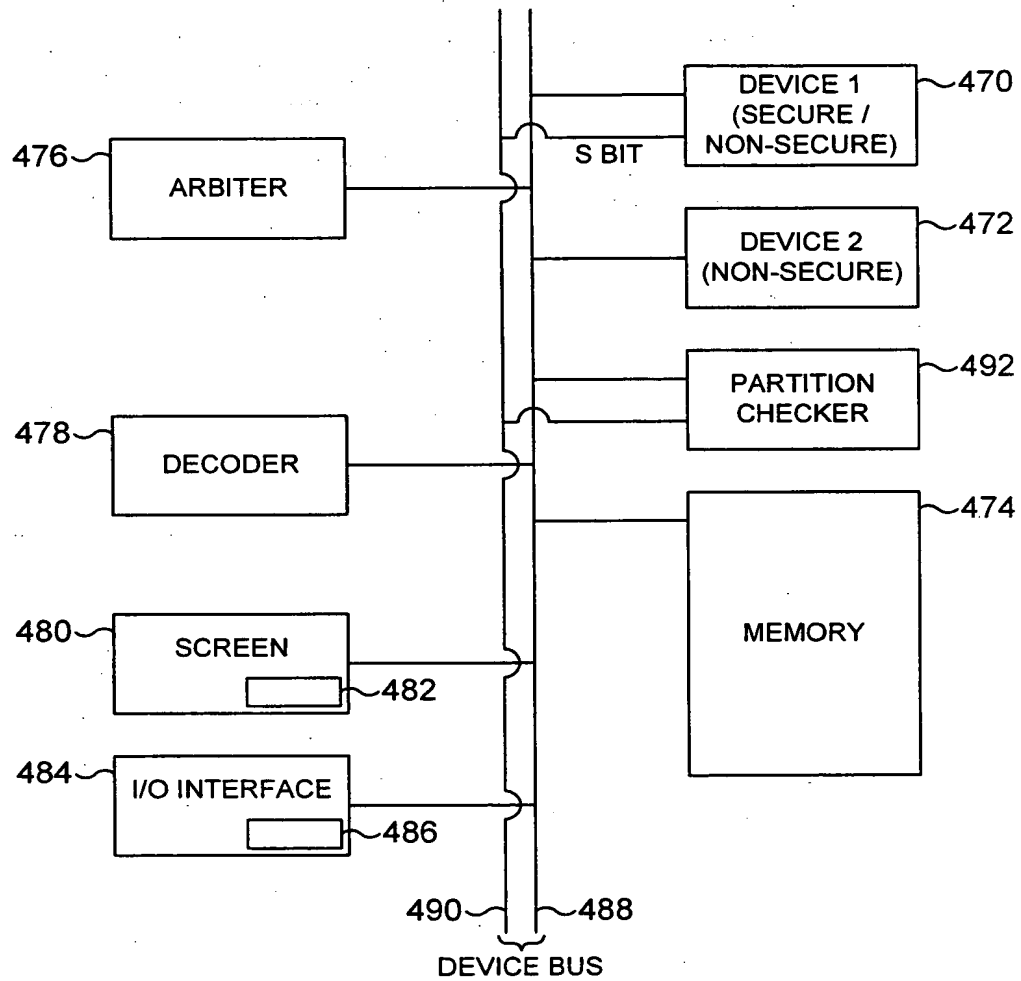 DEVICE 1
(SECURE /
NON-SECURE)
470
S BIT
476
ARBITER
DEVICE 2
(NON-SECURE)
472
PARTITION
CHECKER
492
478
DECODER
474
MEMORY
480
SCREEN
482
484
I/O INTERFACE
486
490
488
DEVICE BUS